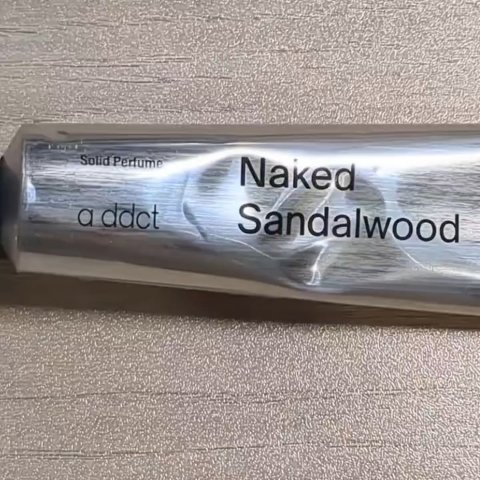 Solid Perfume
a ddct
Naked
Sandalwood